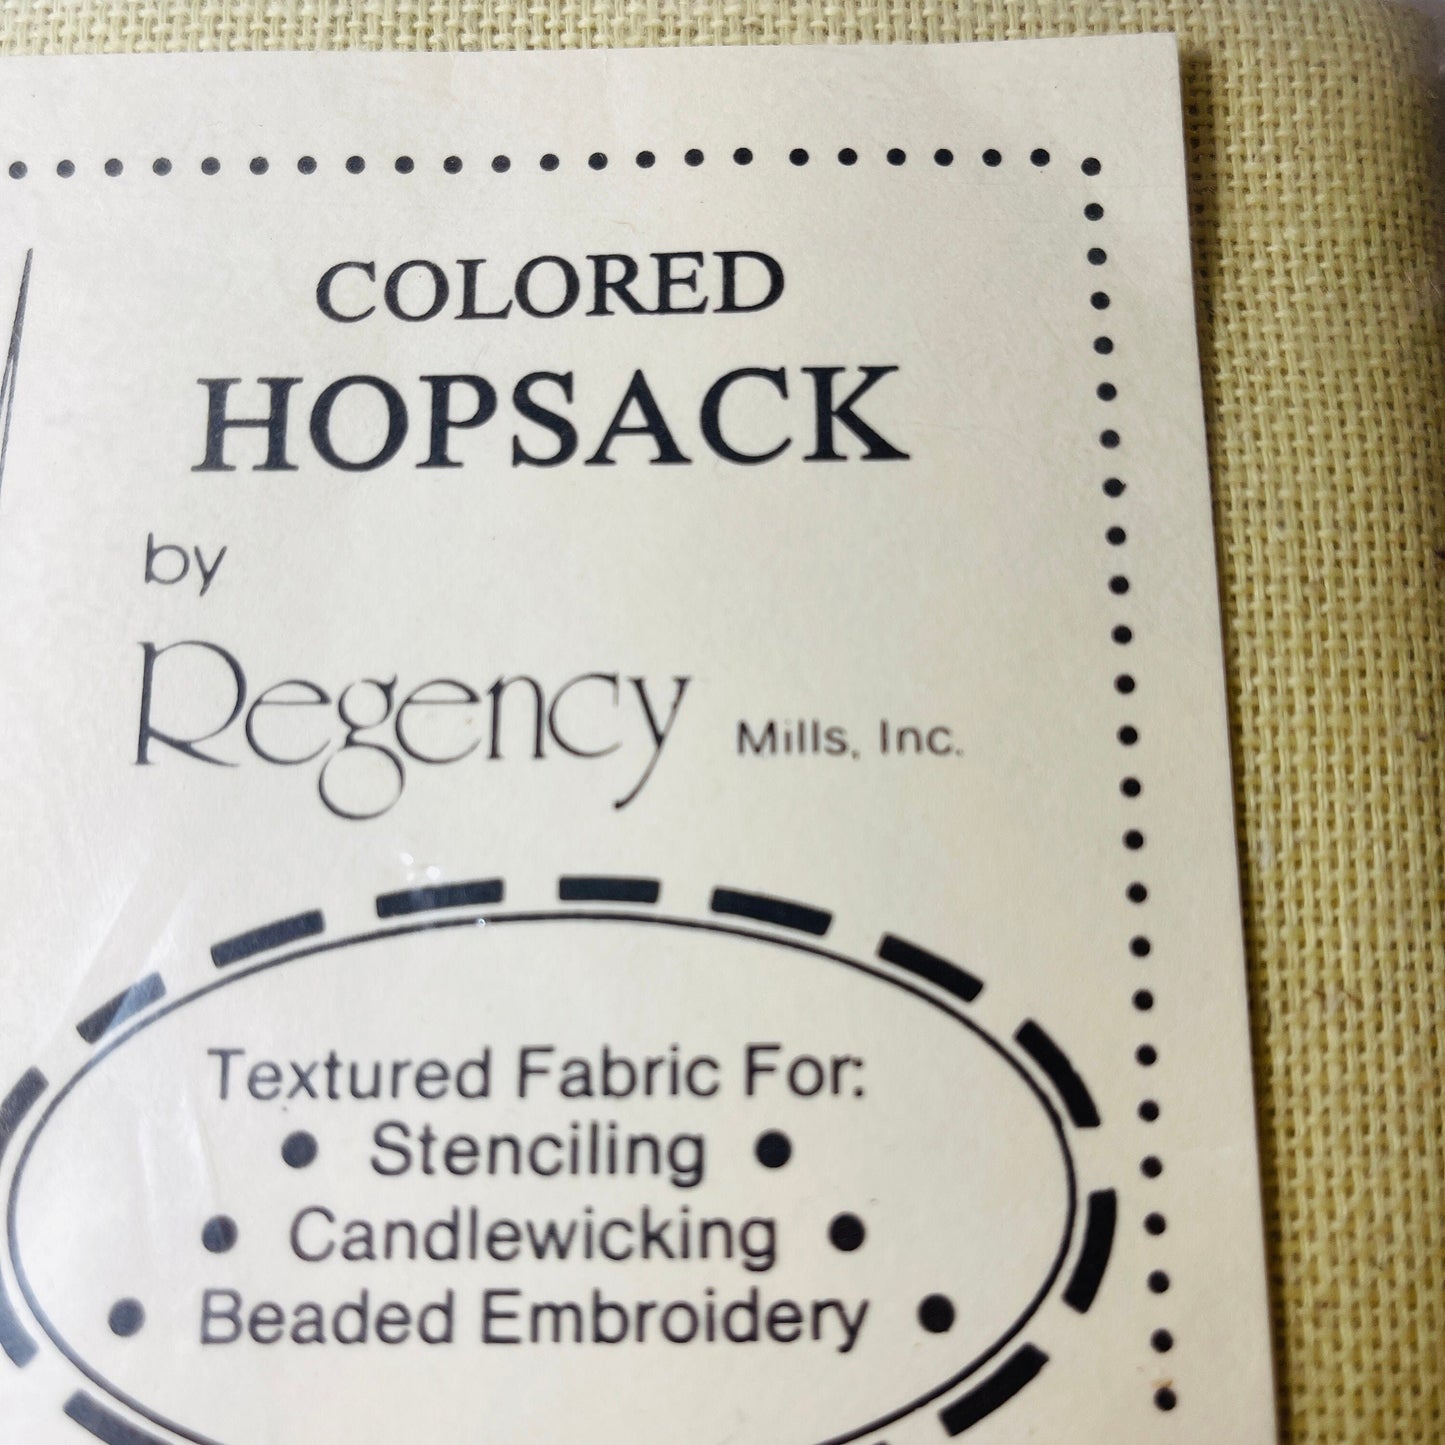 COLORED
HOPSACK
by
Regency Mills, Inc.
Textured Fabric For:
• Stenciling •
• Candlewicking •
• Beaded Embroidery •